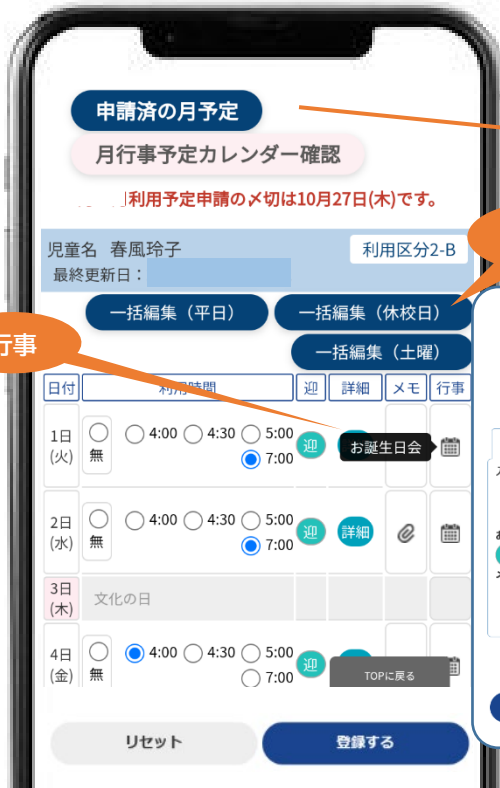 申請済の月予定
月行事予定カレンダー確認
利用予定申請の〆切は10月27日(木)です。
児童名 春風玲子
利用区分2-B
最終更新日：
一括編集（平日）
一括編集（休校日）
一括編集（土曜）
行事
日付 利用時間 迎 詳細 メモ 行事
1日(火) 無 4:00 4:30 5:00 7:00 迎 お誕生日会
2日(水) 無 4:00 4:30 5:00 7:00 迎 詳細
3日(木) 文化の日
4日(金) 無 4:00 4:30 5:00 7:00 迎
TOPに戻る
リセット
登録する